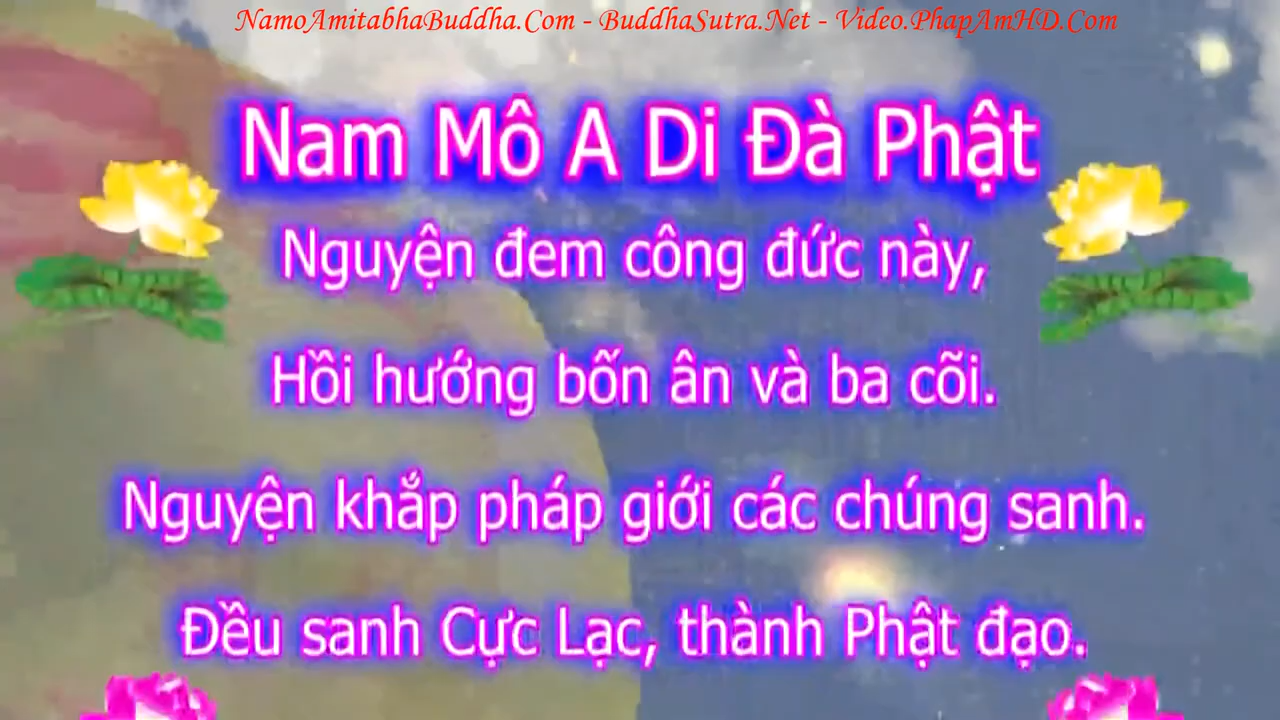 NamoAmitabhaBuddha.Com - BuddhaSutra.Net - Video.PhapAmHD.Com
Nam Mô A Di Đà Phật
Nguyện đem công đức này,
Hồi hướng bốn ân và ba cõi.
Nguyện khắp pháp giới các chúng sanh.
Đều sanh Cực Lạc, thành Phật đạo.